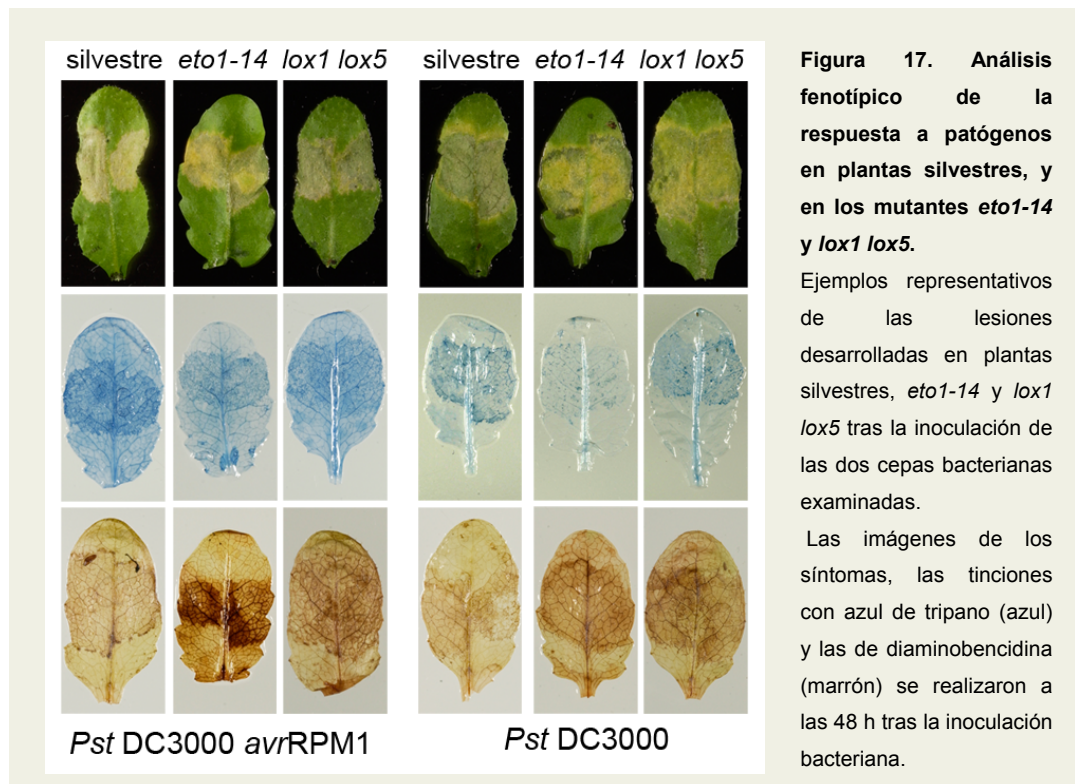 silvestre eto1-14 lox1 lox5
silvestre eto1-14 lox1 lox5
Pst DC3000 avrRPM1
Pst DC3000
Figura 17. Análisis
fenotípico de la
respuesta a patógenos
en plantas silvestres, y
en los mutantes eto1-14
y lox1 lox5.
Ejemplos representativos
de las lesiones
desarrolladas en plantas
silvestres, eto1-14 y lox1
lox5 tras la inoculación de
las dos cepas bacterianas
examinadas.
Las imágenes de los
síntomas, las tinciones
con azul de tripano (azul)
y las de diaminobencidina
(marrón) se realizaron a
las 48 h tras la inoculación
bacteriana.